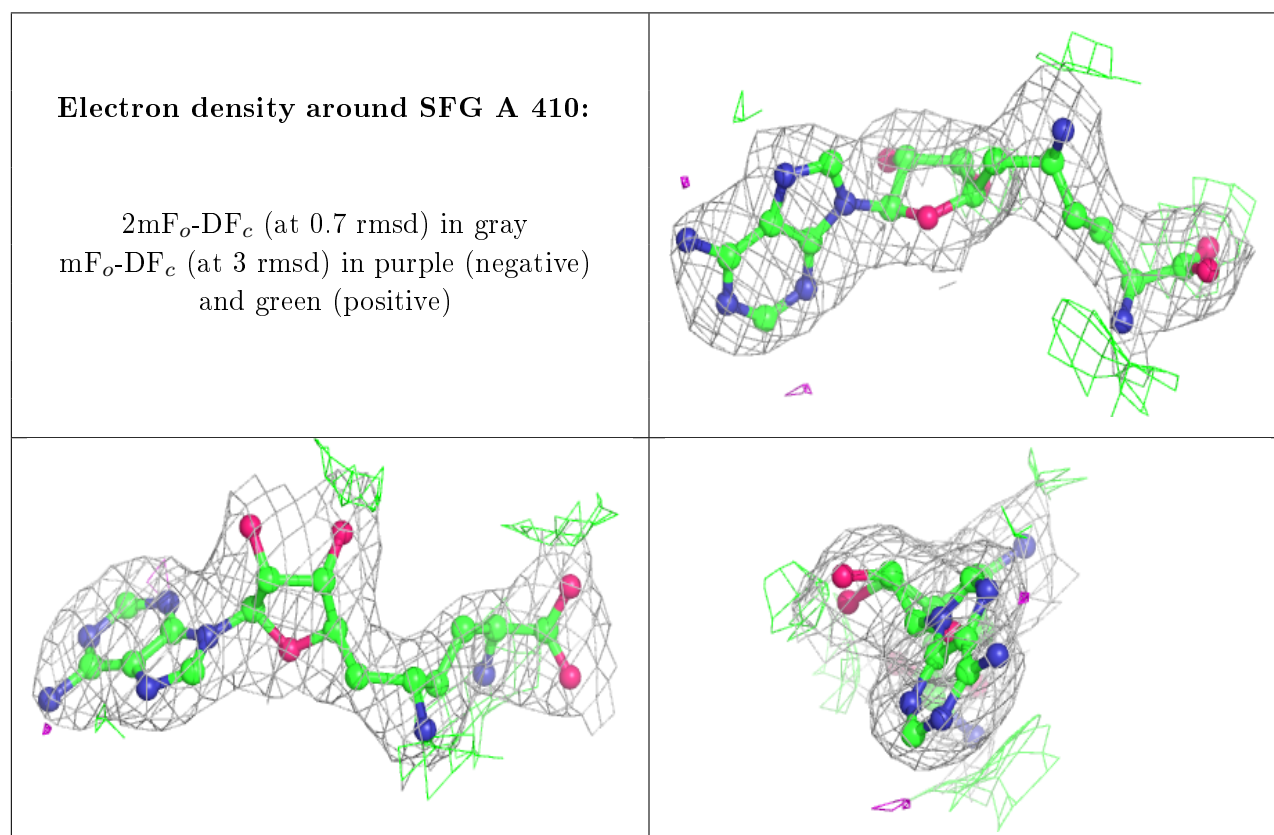 Electron density around SFG A 410:
2mFo-DFc (at 0.7 rmsd) in gray
mFo-DFc (at 3 rmsd) in purple (negative)
and green (positive)